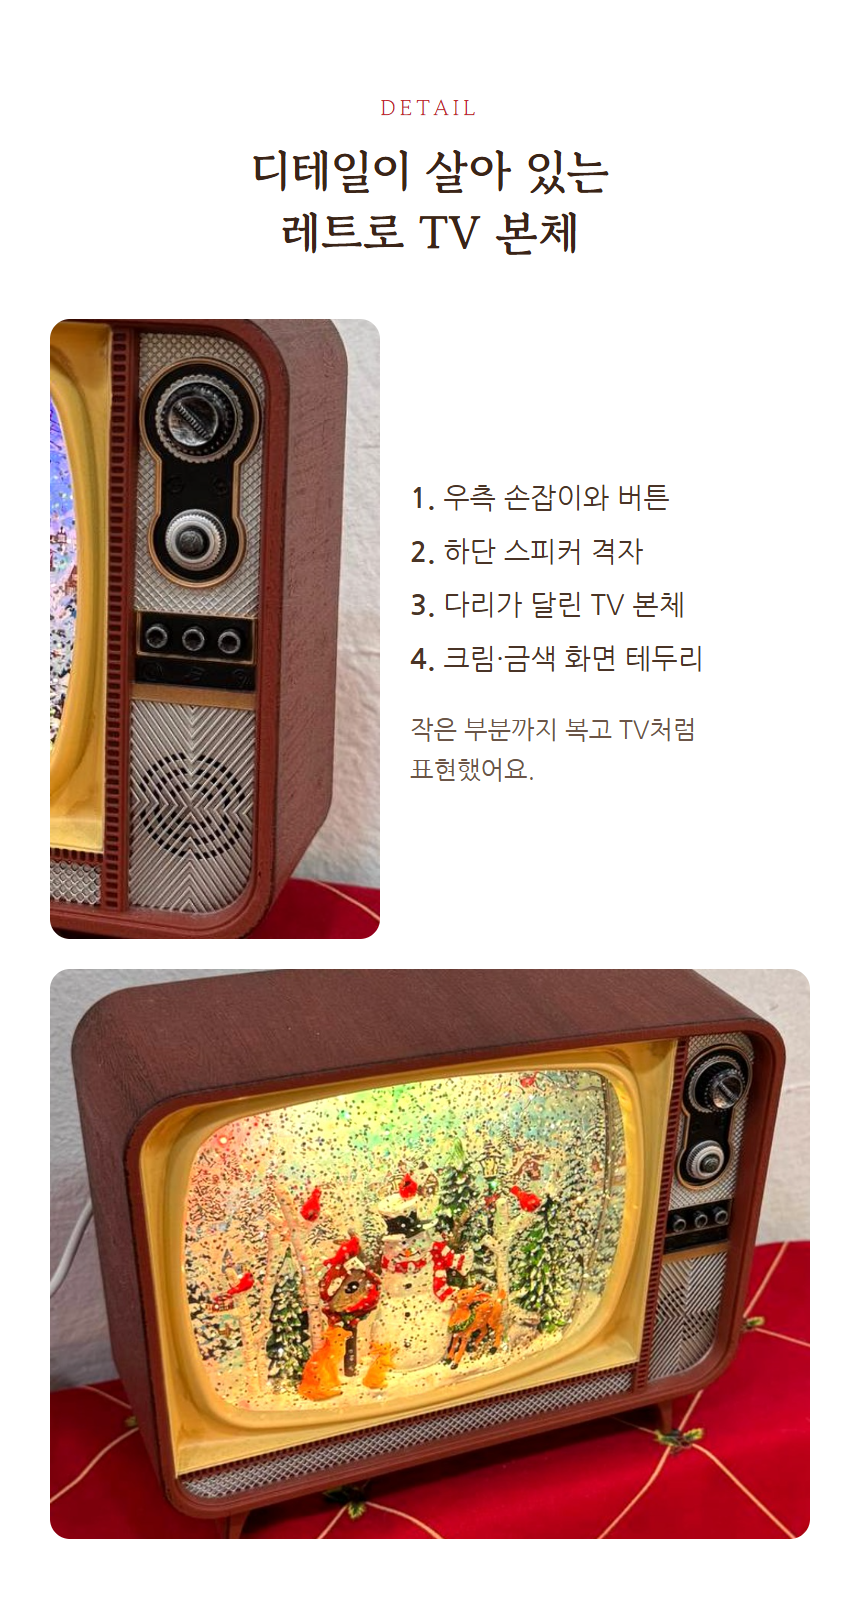 DETAIL
디테일이 살아 있는
레트로 TV 본체
1. 우측 손잡이와 버튼
2. 하단 스피커 격자
3. 다리가 달린 TV 본체
4. 크림·금색 화면 테두리
작은 부분까지 복고 TV처럼
표현했어요.